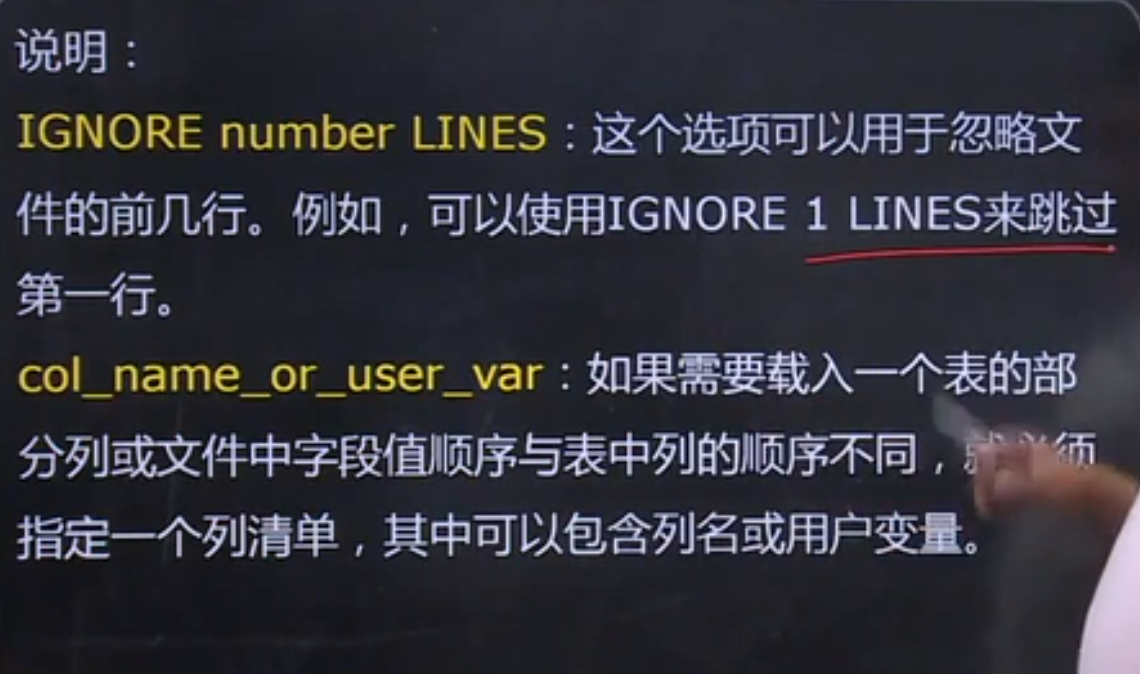 说明：
IGNORE number LINES：这个选项可以用于忽略文
件的前几行。例如，可以使用IGNORE 1 LINES来跳过
第一行。
col_name_or_user_var：如果需要载入一个表的部
分列或文件中字段值顺序与表中列的顺序不同，就必须
指定一个列清单，其中可以包含列名或用户变量。